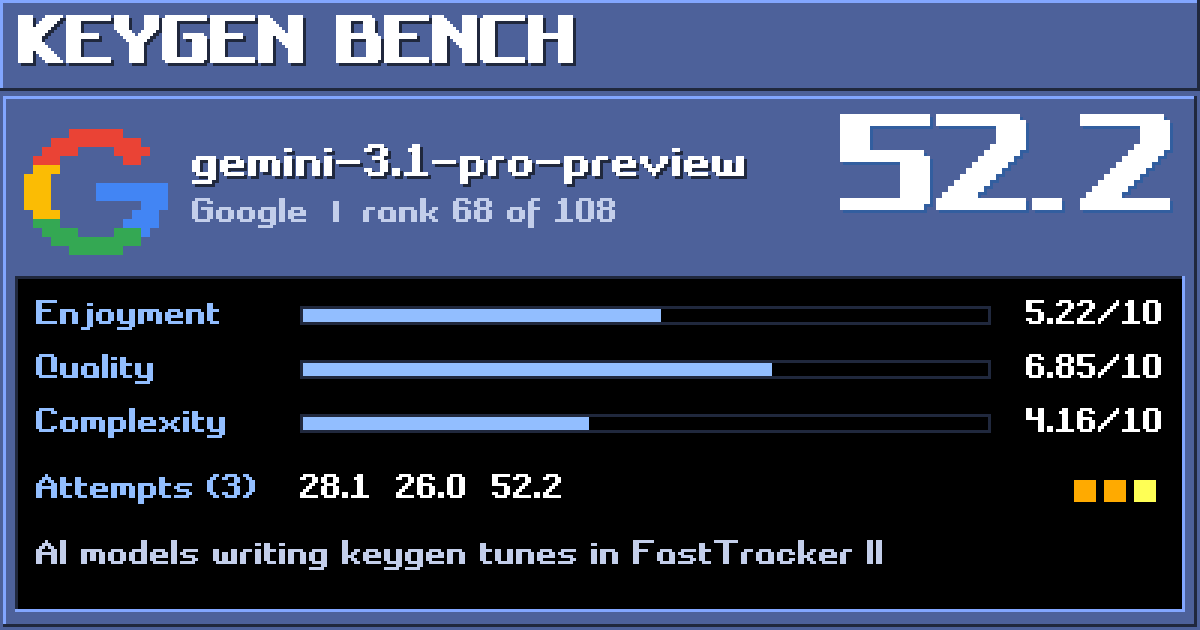 KEYGEN BENCH
gemini-3.1-pro-preview
Google | rank 68 of 108
52.2
Enjoyment 5.22/10
Quality 6.85/10
Complexity 4.16/10
Attempts (3) 28.1 26.0 52.2
AI models writing keygen tunes in FastTracker II